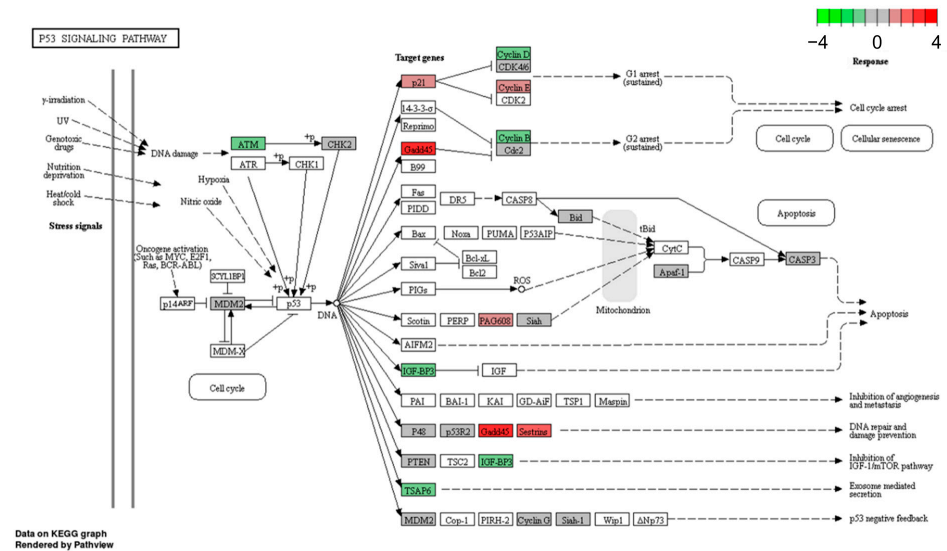 P53 SIGNALING PATHWAY
−4 0 4
Target genes
Response
γ-irradiation
UV
Genotoxic
drugs
Nutrition
deprivation
Heat/cold
shock
Stress signals
DNA damage
ATM
+p
CHK2
ATR
+p
CHK1
Hypoxia
Nitric oxide
Oncogene activation
(Such as MYC, E2F1,
Ras, BCR-ABL)
SCYL1BP1
p14ARF
MDM2
+p
+p
+p
p53
DNA
MDM-X
Cell cycle
p21
Cyclin D
CDK4/6
Cyclin E
CDK2
G1 arrest
(sustained)
Cell cycle arrest
14-3-3-σ
Reprimo
Gadd45
B99
Cyclin B
Cdc2
G2 arrest
(sustained)
Cell cycle
Cellular senescence
Fas
PIDD
DR5
CASP8
Bid
tBid
Apoptosis
Bax
Noxa
PUMA
P53AIP
CytC
Siva1
Bcl-xL
Bcl2
Apaf-1
CASP9
CASP3
PIGs
ROS
Mitochondrion
Scotin
PERP
PAG608
Siah
Apoptosis
AIFM2
IGF-BP3
IGF
PAI
BAI-1
KAI
GD-AiF
TSP1
Maspin
Inhibition of angiogenesis
and metastasis
P48
p53R2
Gadd45
Sestrins
DNA repair and
damage prevention
PTEN
TSC2
IGF-BP3
Inhibition of
IGF-1/mTOR pathway
TSAP6
Exosome mediated
secretion
MDM2
Cop-1
PIRH-2
Cyclin G
Siah-1
Wip1
ΔNp73
p53 negative feedback
Data on KEGG graph
Rendered by Pathview